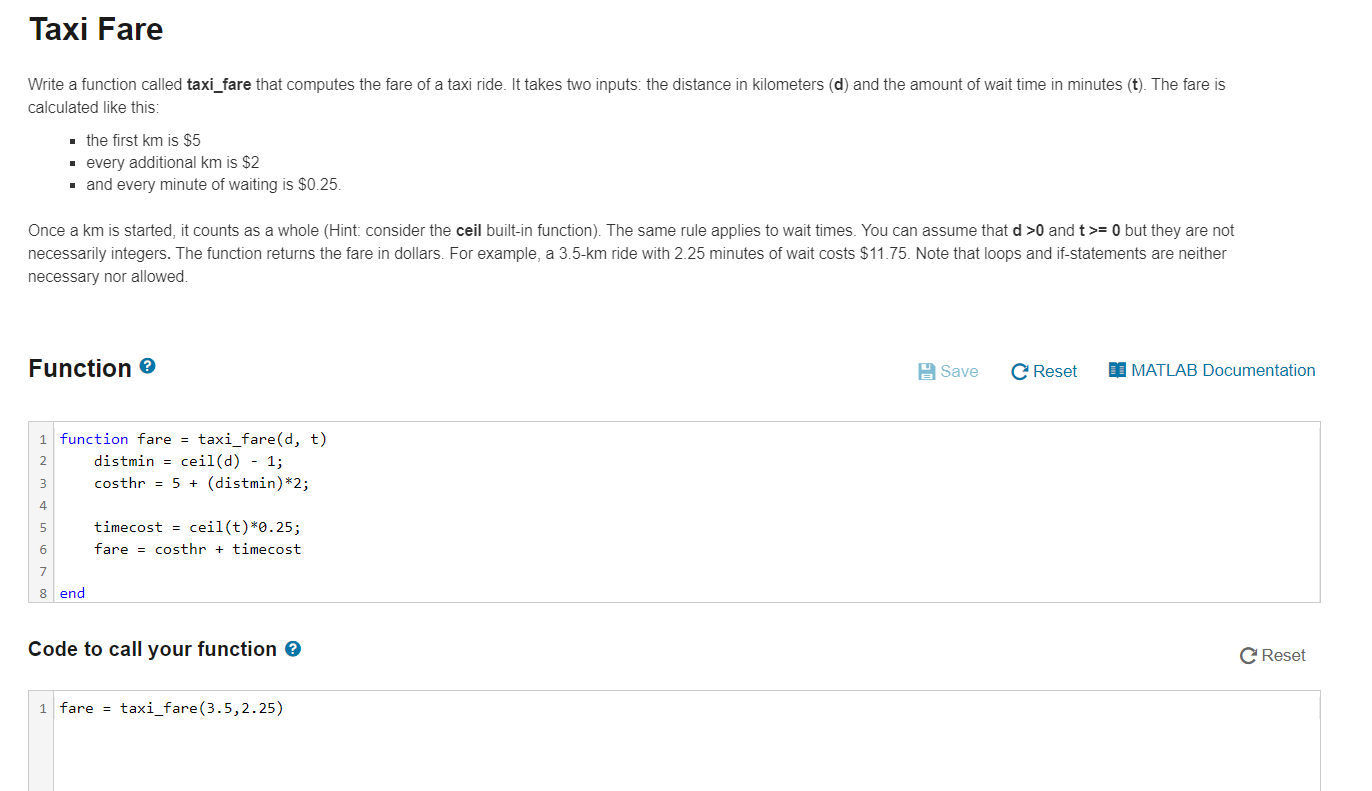 Taxi Fare
Write a function called taxi_fare that computes the fare of a taxi ride. It takes two inputs: the distance in kilometers (d) and the amount of wait time in minutes (t). The fare is
calculated like this:
▪ the first km is $5
▪ every additional km is $2
▪ and every minute of waiting is $0.25.
Once a km is started, it counts as a whole (Hint: consider the ceil built-in function). The same rule applies to wait times. You can assume that d >0 and t >= 0 but they are not
necessarily integers. The function returns the fare in dollars. For example, a 3.5-km ride with 2.25 minutes of wait costs $11.75. Note that loops and if-statements are neither
necessary nor allowed.
Function ?
Save Reset MATLAB Documentation
1 function fare = taxi_fare(d, t)
2     distmin = ceil(d) - 1;
3     costhr = 5 + (distmin)*2;
4
5     timecost = ceil(t)*0.25;
6     fare = costhr + timecost
7
8 end
Code to call your function ?
Reset
1 fare = taxi_fare(3.5,2.25)